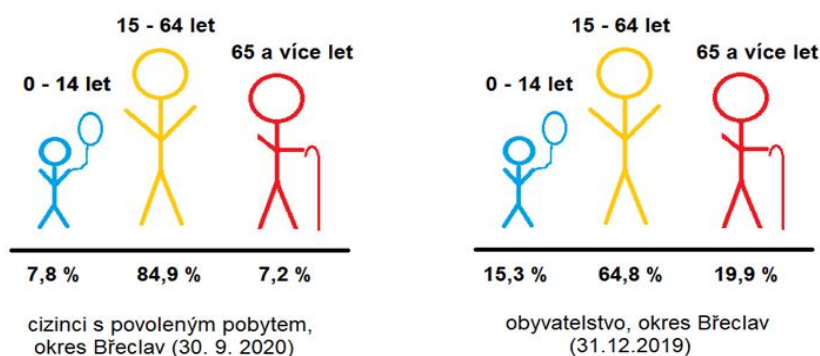 15 - 64 let
65 a více let
0 - 14 let
7,8 % 84,9 % 7,2 %
cizinci s povoleným pobytem,
okres Břeclav (30. 9. 2020)
15 - 64 let
65 a více let
0 - 14 let
15,3 % 64,8 % 19,9 %
obyvatelstvo, okres Břeclav
(31.12.2019)